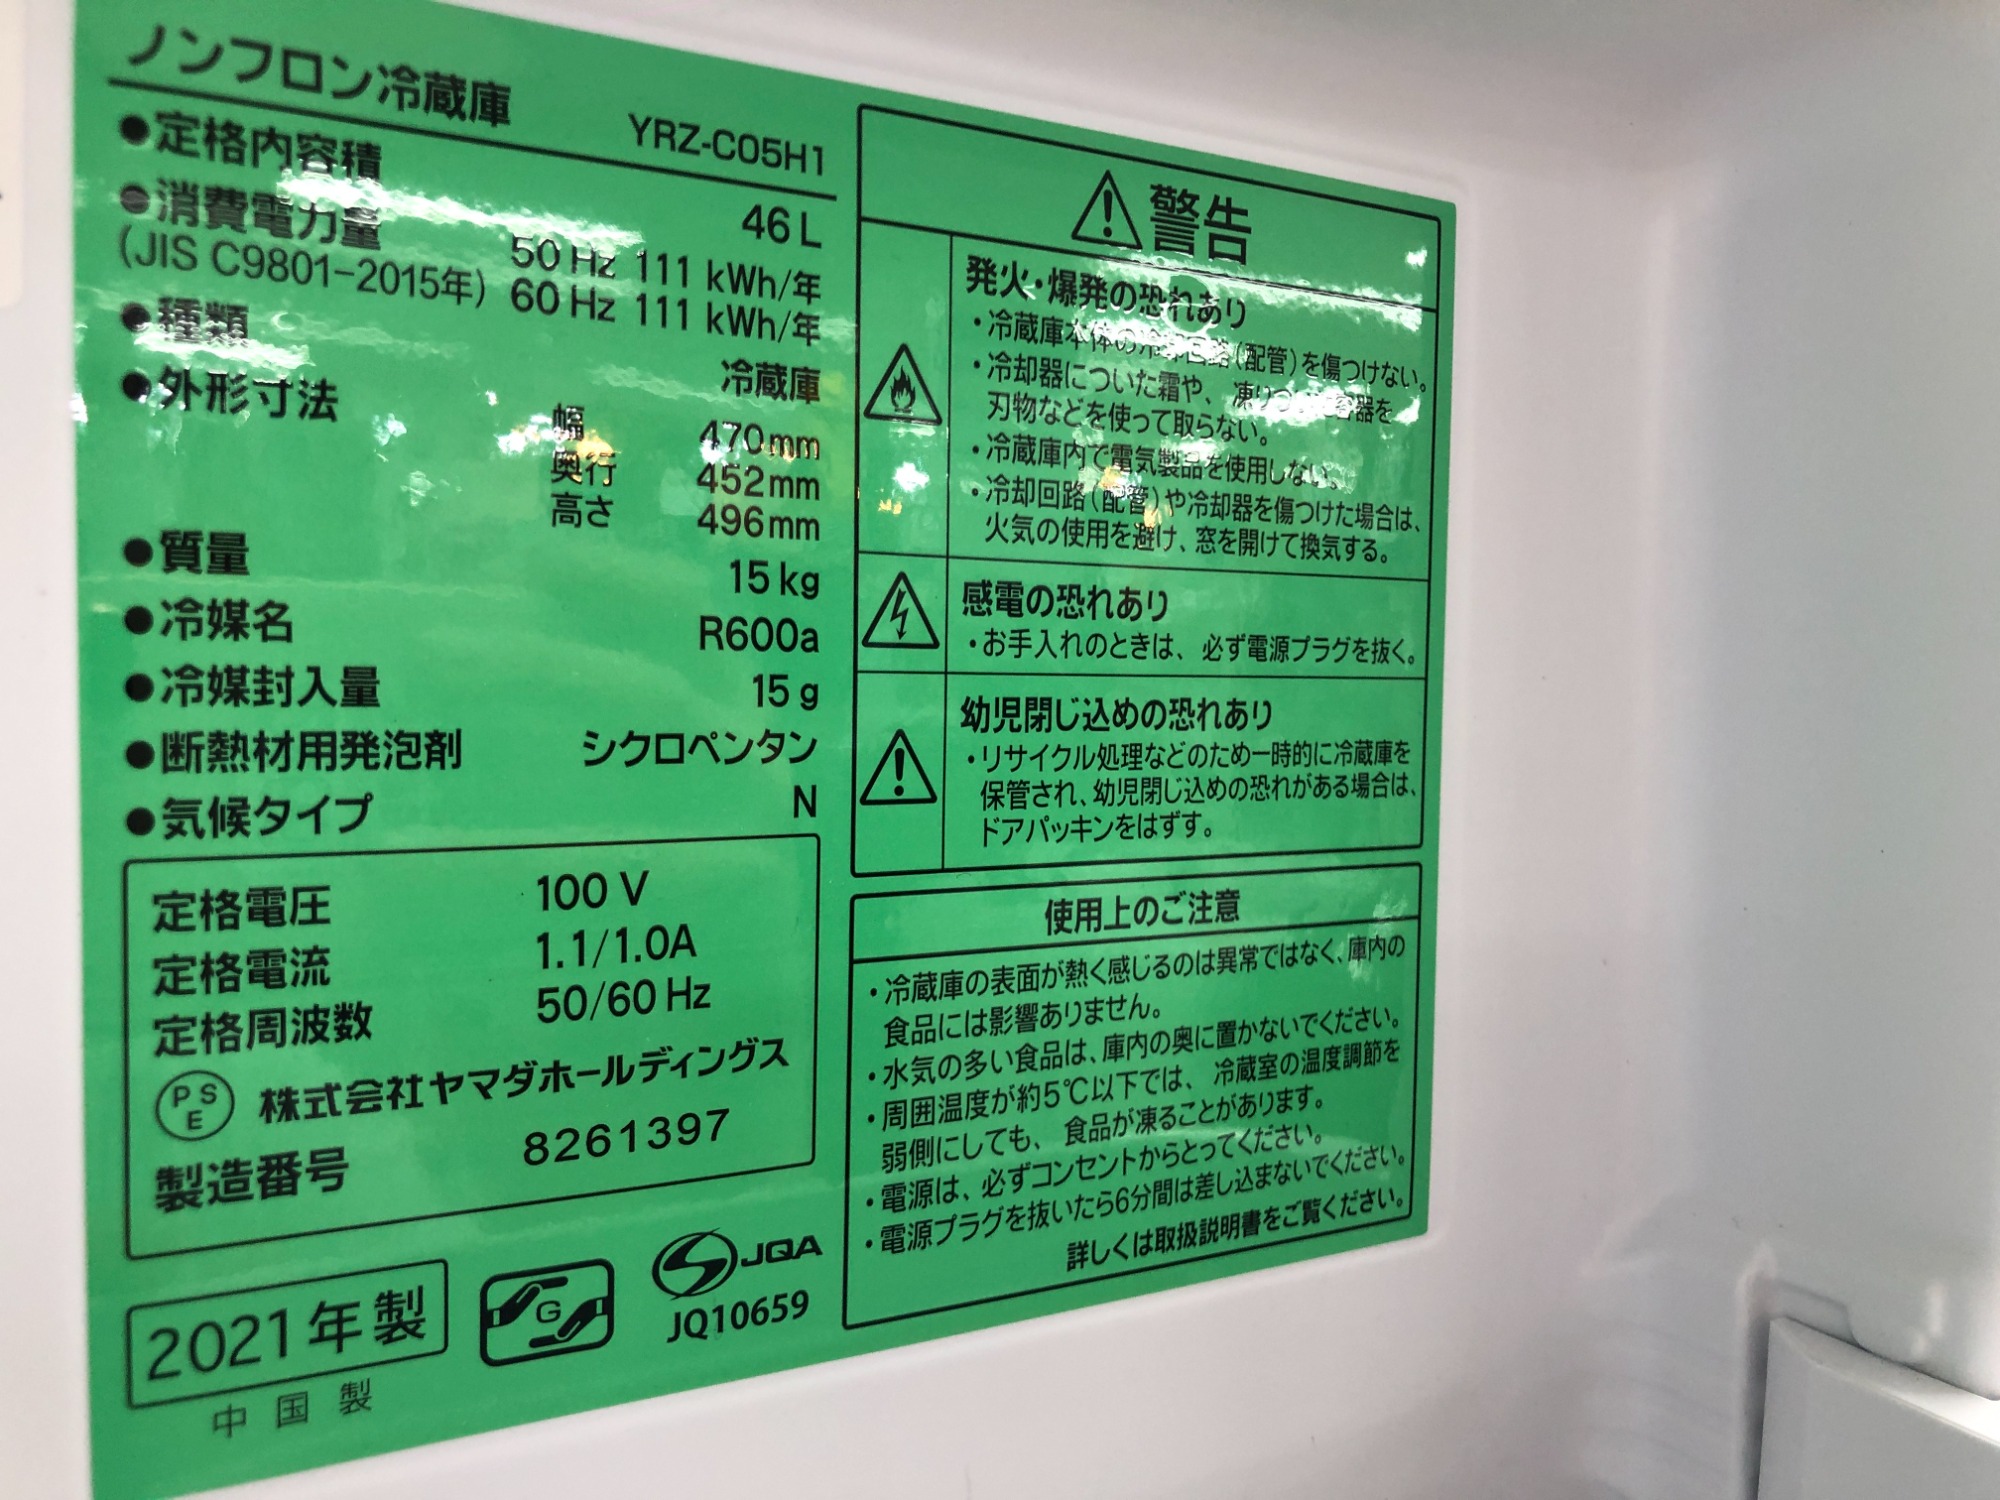 ノンフロン冷蔵庫
YRZ-C05H1
●定格内容積 46L
●消費電力量 50Hz 111 kWh/年
(JIS C9801-2015年) 60Hz 111 kWh/年
●種類 冷蔵庫
●外形寸法 幅 470mm
奥行 452mm
高さ 496mm
●質量 15kg
●冷媒名 R600a
●冷媒封入量 15g
●断熱材用発泡剤 シクロペンタン
●気候タイプ N
定格電圧 100V
定格電流 1.1/1.0A
定格周波数 50/60Hz
PSE 株式会社ヤマダホールディングス
製造番号 8261397
2021年製
中国製
G
JQA
JQ10659
警告
発火・爆発の恐れあり
・冷蔵庫本体の冷却回路(配管)を傷つけない。
・冷却器についた霜や、凍りついた容器を
刃物などを使って取らない。
・冷蔵庫内で電気製品を使用しない。
・冷却回路(配管)や冷却器を傷つけた場合は、
火気の使用を避け、窓を開けて換気する。
感電の恐れあり
・お手入れのときは、必ず電源プラグを抜く。
幼児閉じ込めの恐れあり
・リサイクル処理などのため一時的に冷蔵庫を
保管され、幼児閉じ込めの恐れがある場合は、
ドアパッキンをはずす。
使用上のご注意
・冷蔵庫の表面が熱く感じるのは異常ではなく、庫内の
食品には影響ありません。
・水気の多い食品は、庫内の奥に置かないでください。
・周囲温度が約5℃以下では、冷蔵室の温度調節を
弱側にしても、食品が凍ることがあります。
・電源は、必ずコンセントからとってください。
・電源プラグを抜いたら6分間は差し込まないでください。
詳しくは取扱説明書をご覧ください。